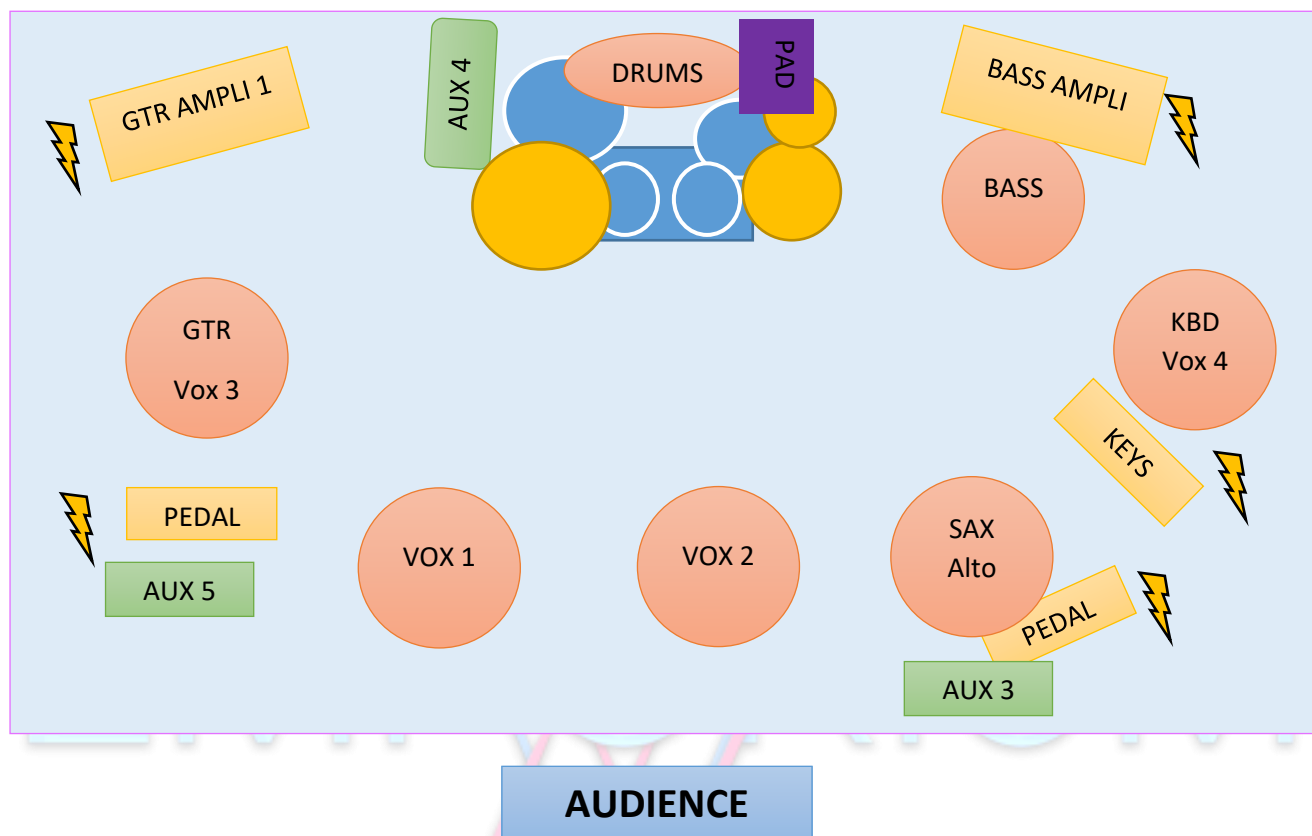 GTR AMPLI 1
AUX 4
DRUMS
PAD
BASS AMPLI
BASS
GTR
Vox 3
KBD
Vox 4
KEYS
PEDAL
AUX 5
VOX 1
VOX 2
SAX
Alto
PEDAL
AUX 3
AUDIENCE